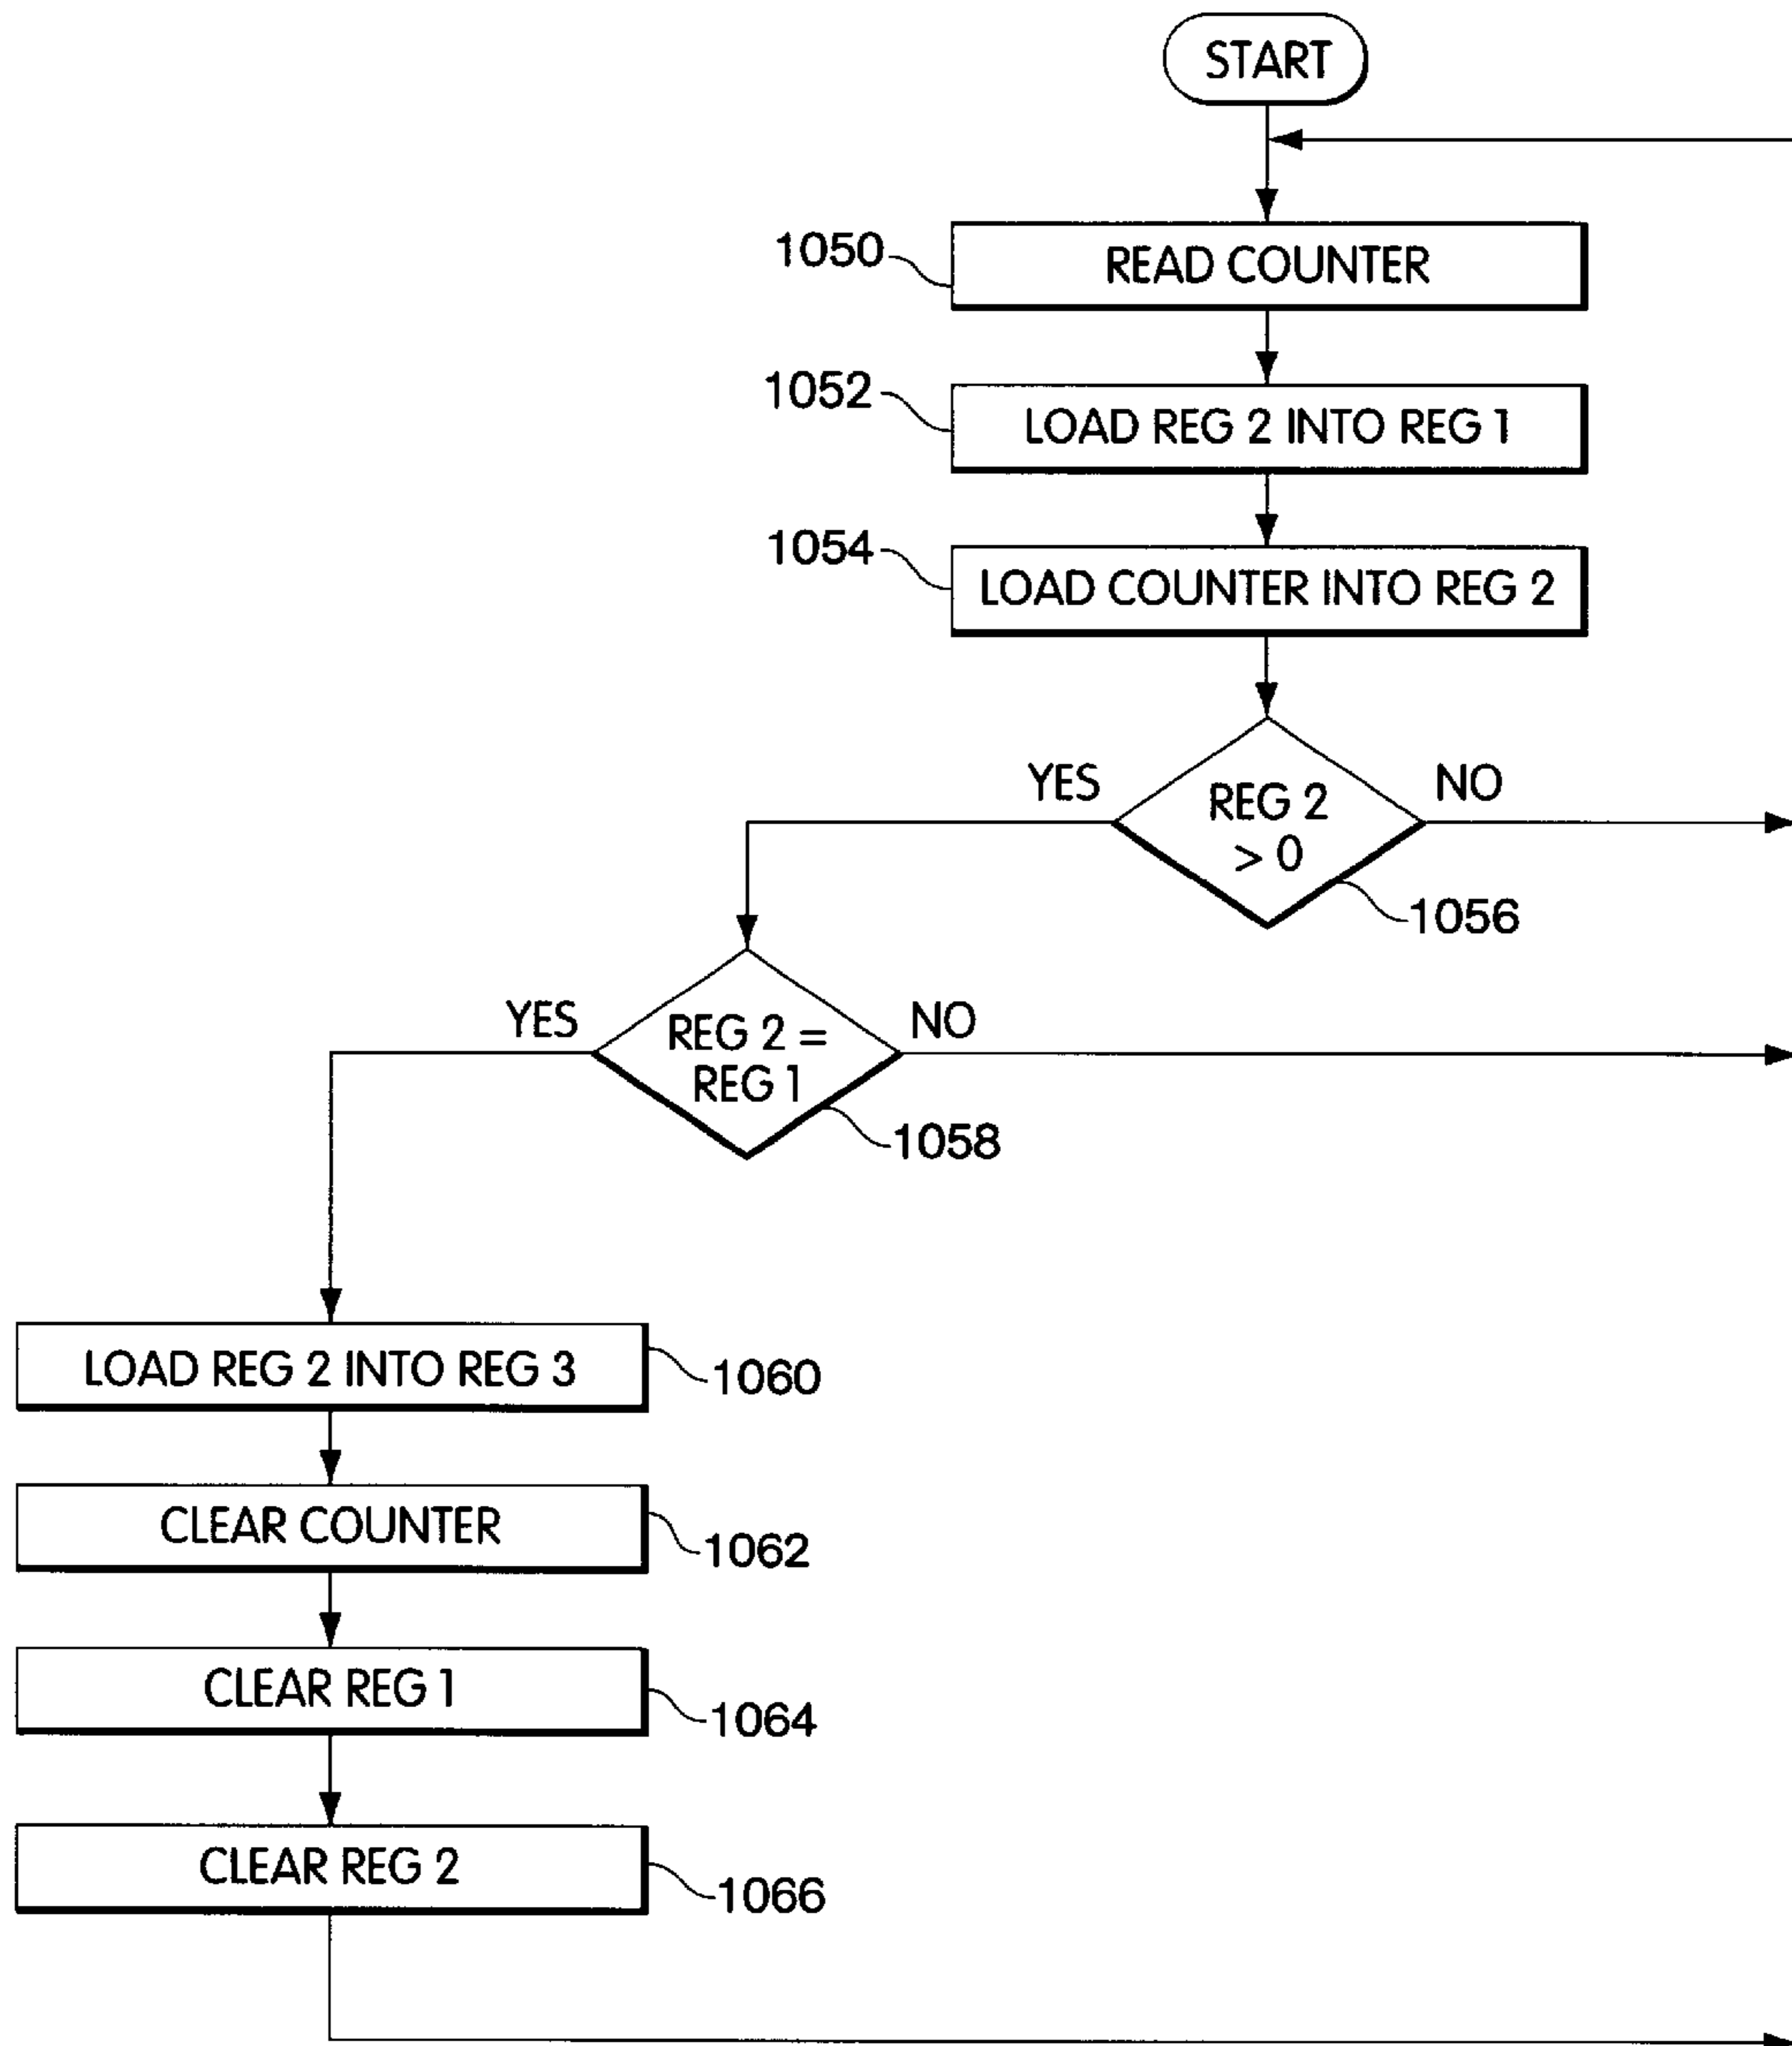 START
1050
READ COUNTER
1052
LOAD REG 2 INTO REG 1
1054
LOAD COUNTER INTO REG 2
YES
REG 2
> 0
NO
1056
YES
REG 2 =
REG 1
NO
1058
LOAD REG 2 INTO REG 3
1060
CLEAR COUNTER
1062
CLEAR REG 1
1064
CLEAR REG 2
1066